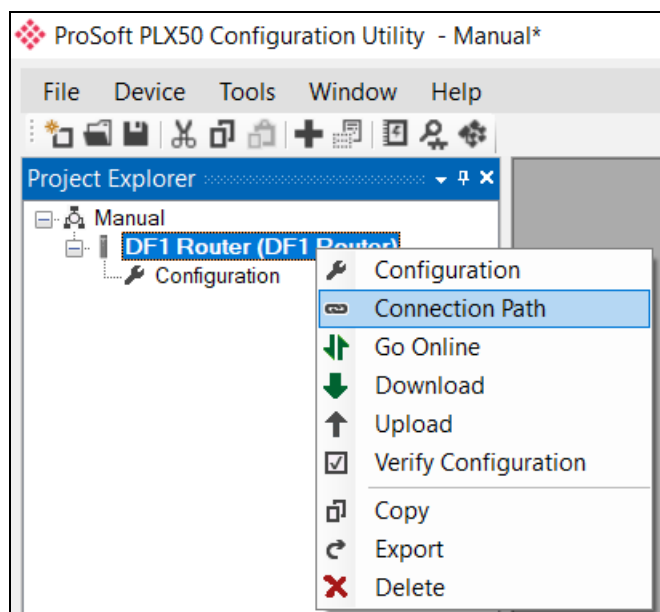 ProSoft PLX50 Configuration Utility - Manual*
File Device Tools Window Help
Project Explorer
Manual
DF1 Router (DF1 Router)
Configuration
Configuration
Connection Path
Go Online
Download
Upload
Verify Configuration
Copy
Export
Delete